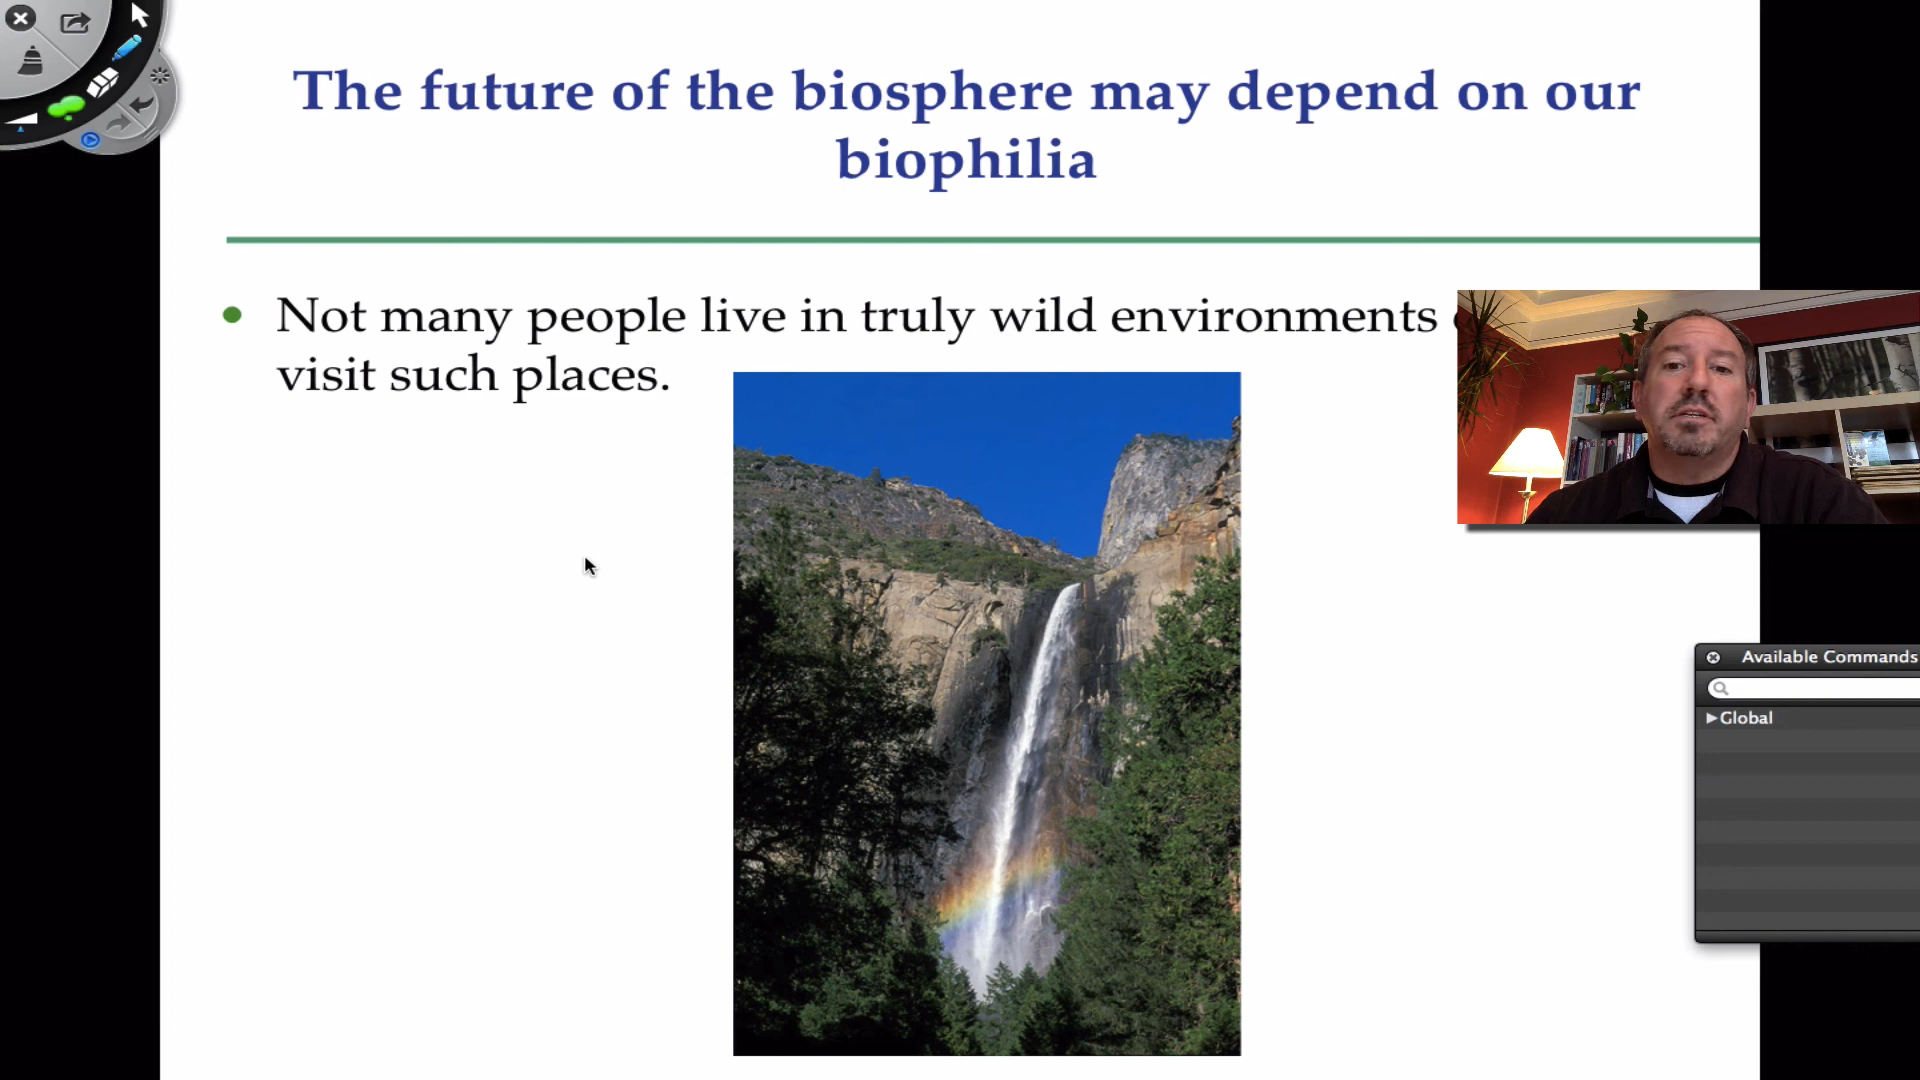 The future of the biosphere may depend on our
biophilia
Not many people live in truly wild environments
visit such places.
Available Commands
Global